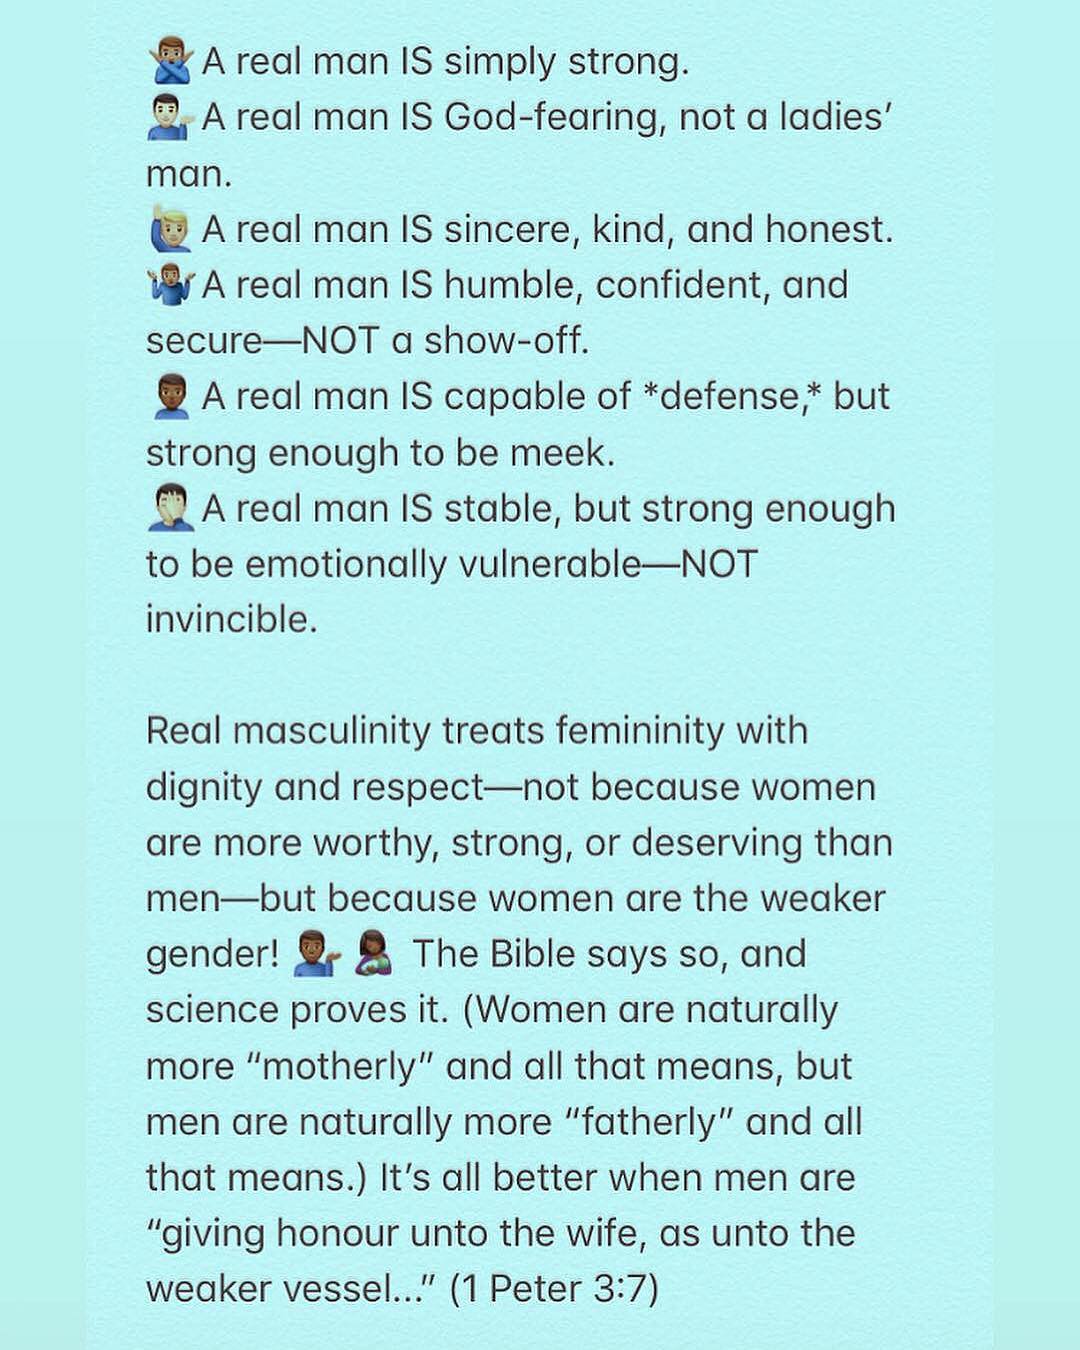 🙅🏽‍♂️A real man IS simply strong.
💁🏻‍♂️A real man IS God-fearing, not a ladies’
man.
🙋🏼‍♂️A real man IS sincere, kind, and honest.
🤷🏽‍♂️A real man IS humble, confident, and
secure—NOT a show-off.
🙎🏾‍♂️A real man IS capable of *defense,* but
strong enough to be meek.
🤦🏻‍♂️A real man IS stable, but strong enough
to be emotionally vulnerable—NOT
invincible.

Real masculinity treats femininity with
dignity and respect—not because women
are more worthy, strong, or deserving than
men—but because women are the weaker
gender! 💁🏾‍♂️🤱🏾 The Bible says so, and
science proves it. (Women are naturally
more “motherly” and all that means, but
men are naturally more “fatherly” and all
that means.) It’s all better when men are
“giving honour unto the wife, as unto the
weaker vessel...” (1 Peter 3:7)